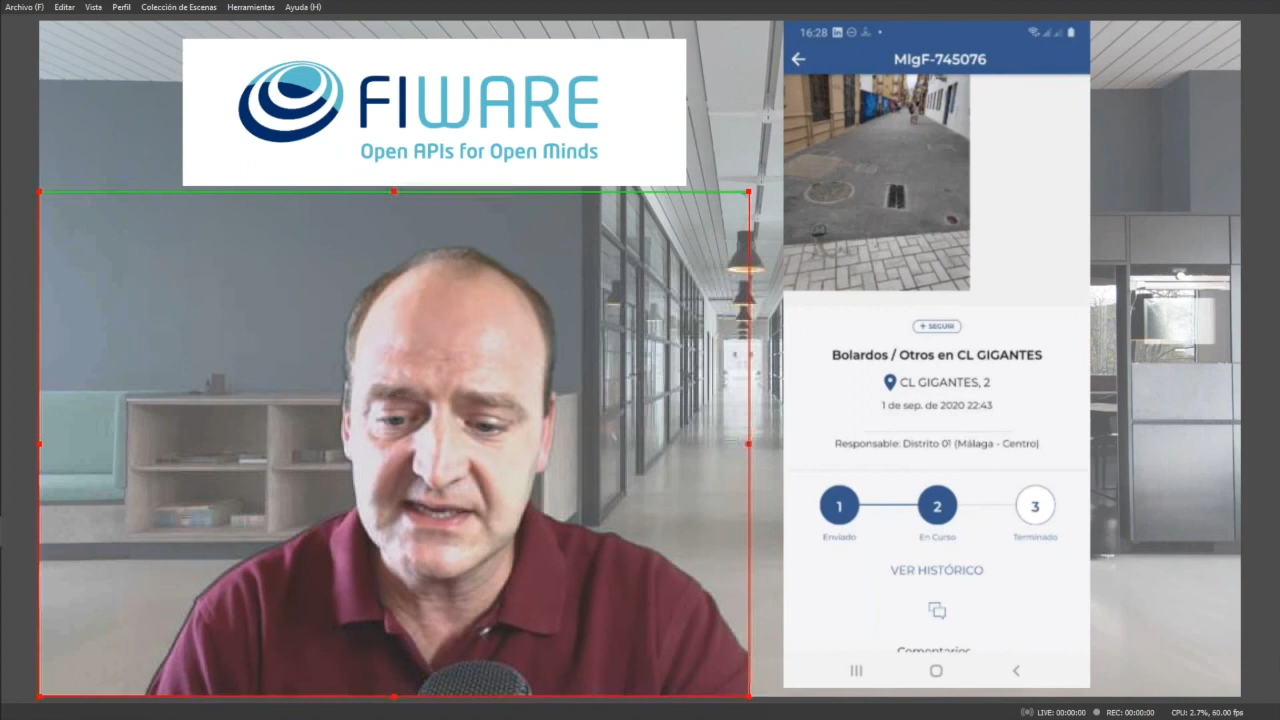 Archivo (F) Editar Vista Perfil Colección de Escenas Herramientas Ayuda (H)
FIWARE
Open APIs for Open Minds
16:28
MIgF-745076
+ SEGUIR
Bolardos / Otros en CL GIGANTES
CL GIGANTES, 2
1 de sep. de 2020 22:43
Responsable: Distrito 01 (Málaga - Centro)
1 2 3
Enviado En Curso Terminado
VER HISTÓRICO
Comentarios
LIVE: 00:00:00 REC: 00:00:00 CPU: 2.7%, 60.00 fps